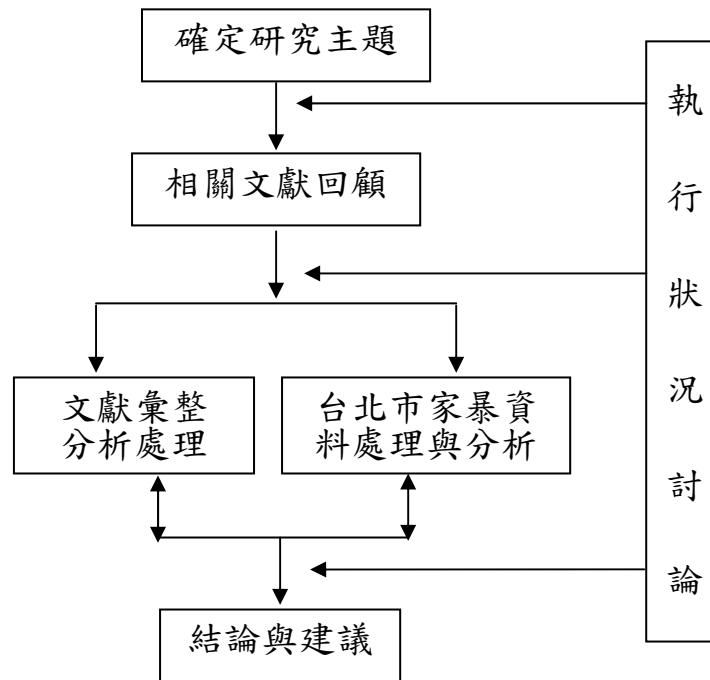 確定研究主題
相關文獻回顧
文獻彙整
分析處理
台北市家暴資
料處理與分析
結論與建議
執
行
狀
況
討
論